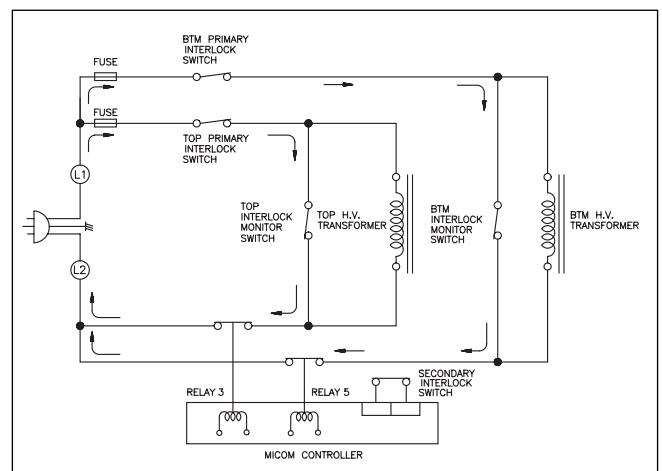 BTM PRIMARY
INTERLOCK
SWITCH
FUSE
FUSE
TOP PRIMARY
INTERLOCK
SWITCH
L1
L2
TOP
INTERLOCK
MONITOR
SWITCH
TOP H.V.
TRANSFORMER
BTM
INTERLOCK
MONITOR
SWITCH
BTM H.V.
TRANSFORMER
RELAY 3
RELAY 5
SECONDARY
INTERLOCK
SWITCH
MICOM CONTROLLER